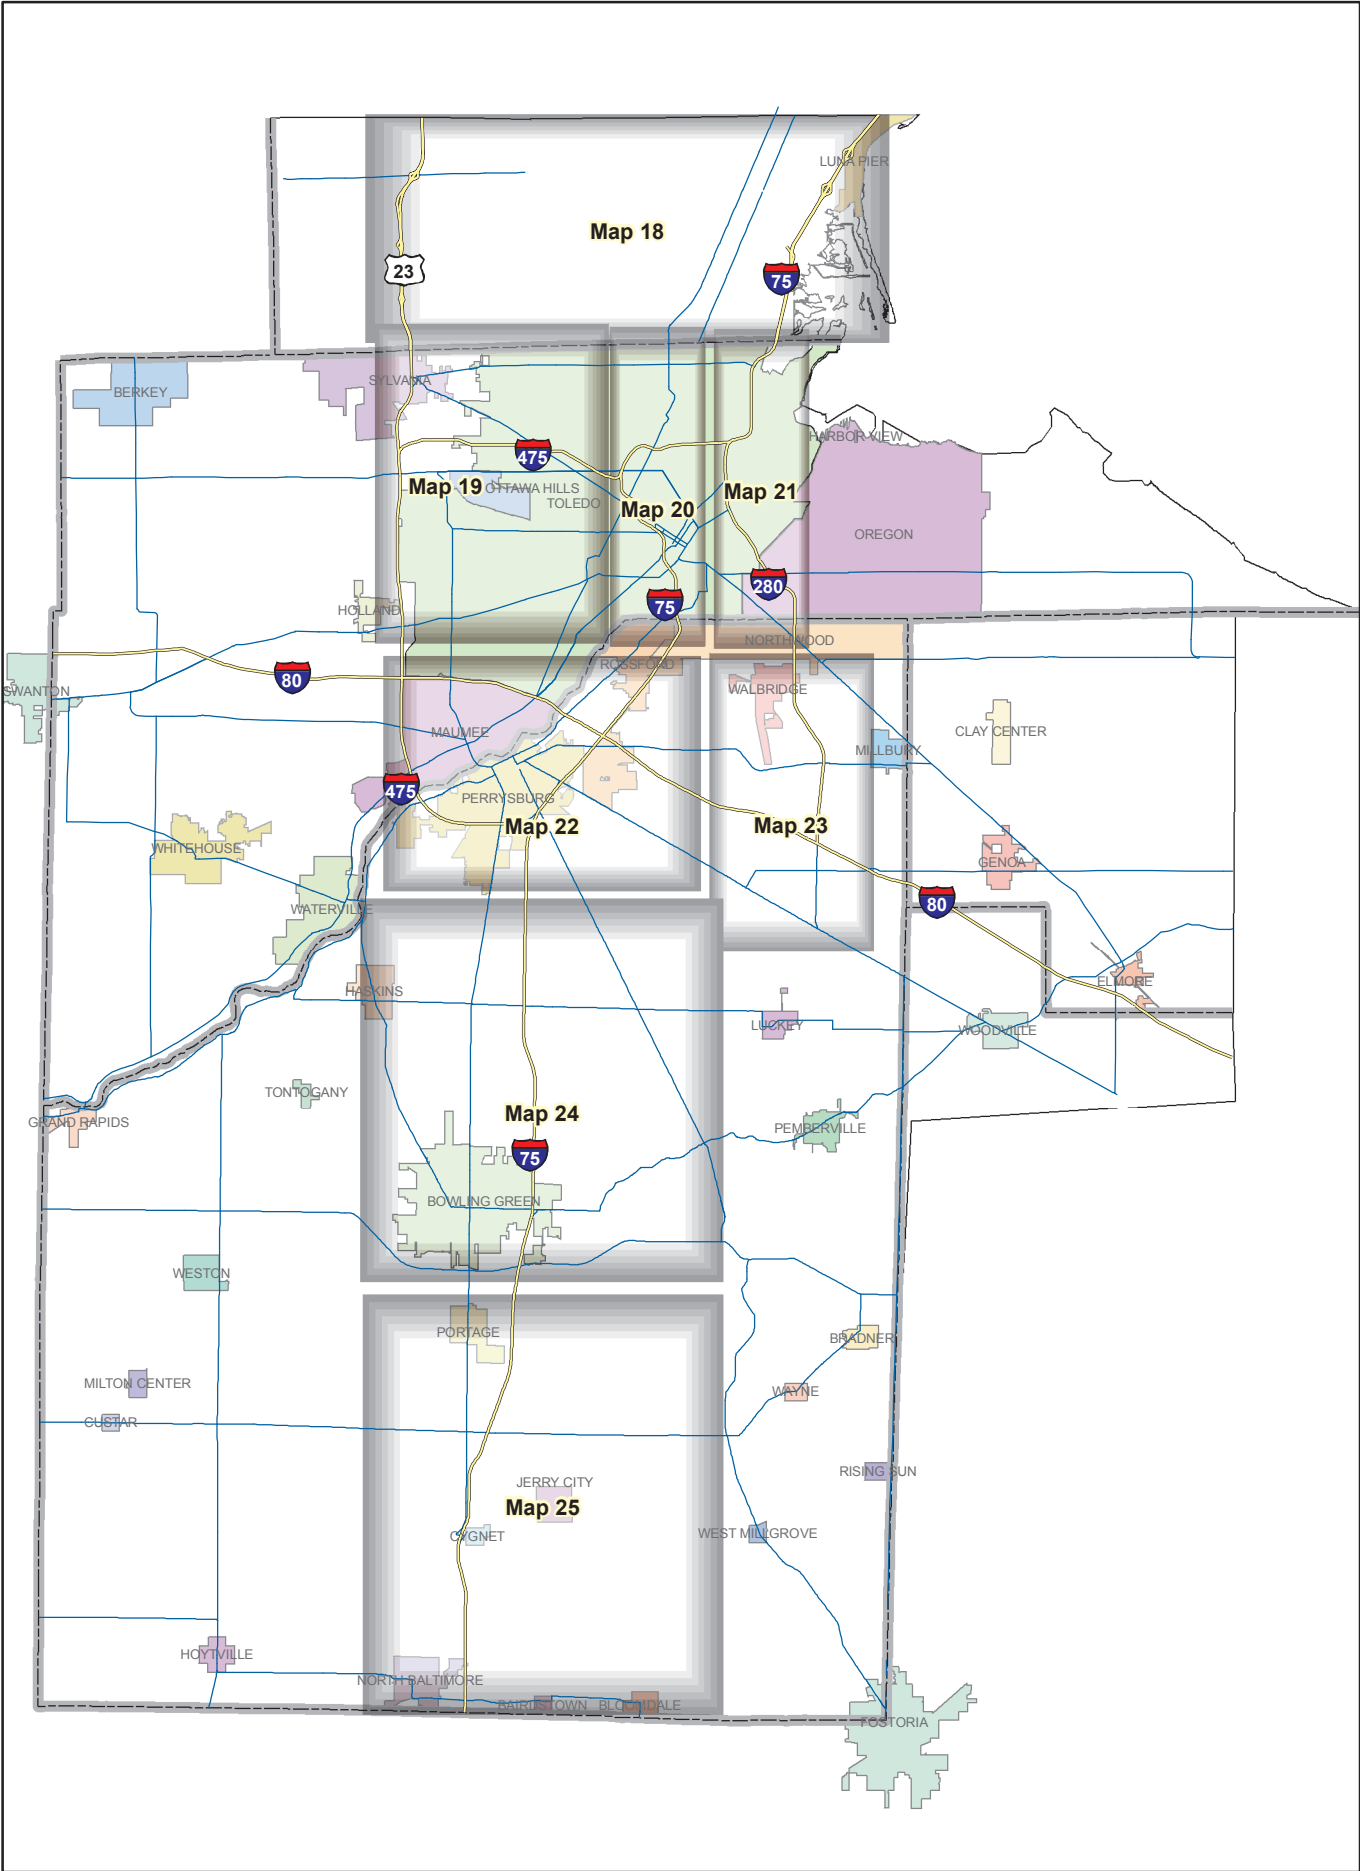 LUNA PIER
Map 18
23
75
BERKEY
SYLVANIA
HARBOR VIEW
475
Map 19
OTTAWA HILLS
TOLEDO
Map 20
Map 21
OREGON
280
75
HOLLAND
NORTHWOOD
ROSSFORD
80
SWANTON
WALBRIDGE
MAUMEE
CLAY CENTER
MILLBURY
475
PERRYSBURG
Map 22
Map 23
WHITEHOUSE
GENOA
80
WATERVILLE
HASKINS
ELMORE
LUCKEY
WOODVILLE
TONTOGANY
GRAND RAPIDS
Map 24
PEMBERVILLE
75
BOWLING GREEN
WESTON
PORTAGE
BRADNER
MILTON CENTER
WAYNE
CUSTAR
RISING SUN
JERRY CITY
Map 25
CYGNET
WEST MILLGROVE
HOYTVILLE
NORTH BALTIMORE
BAIRDSTOWN
BLOOMDALE
FOSTORIA